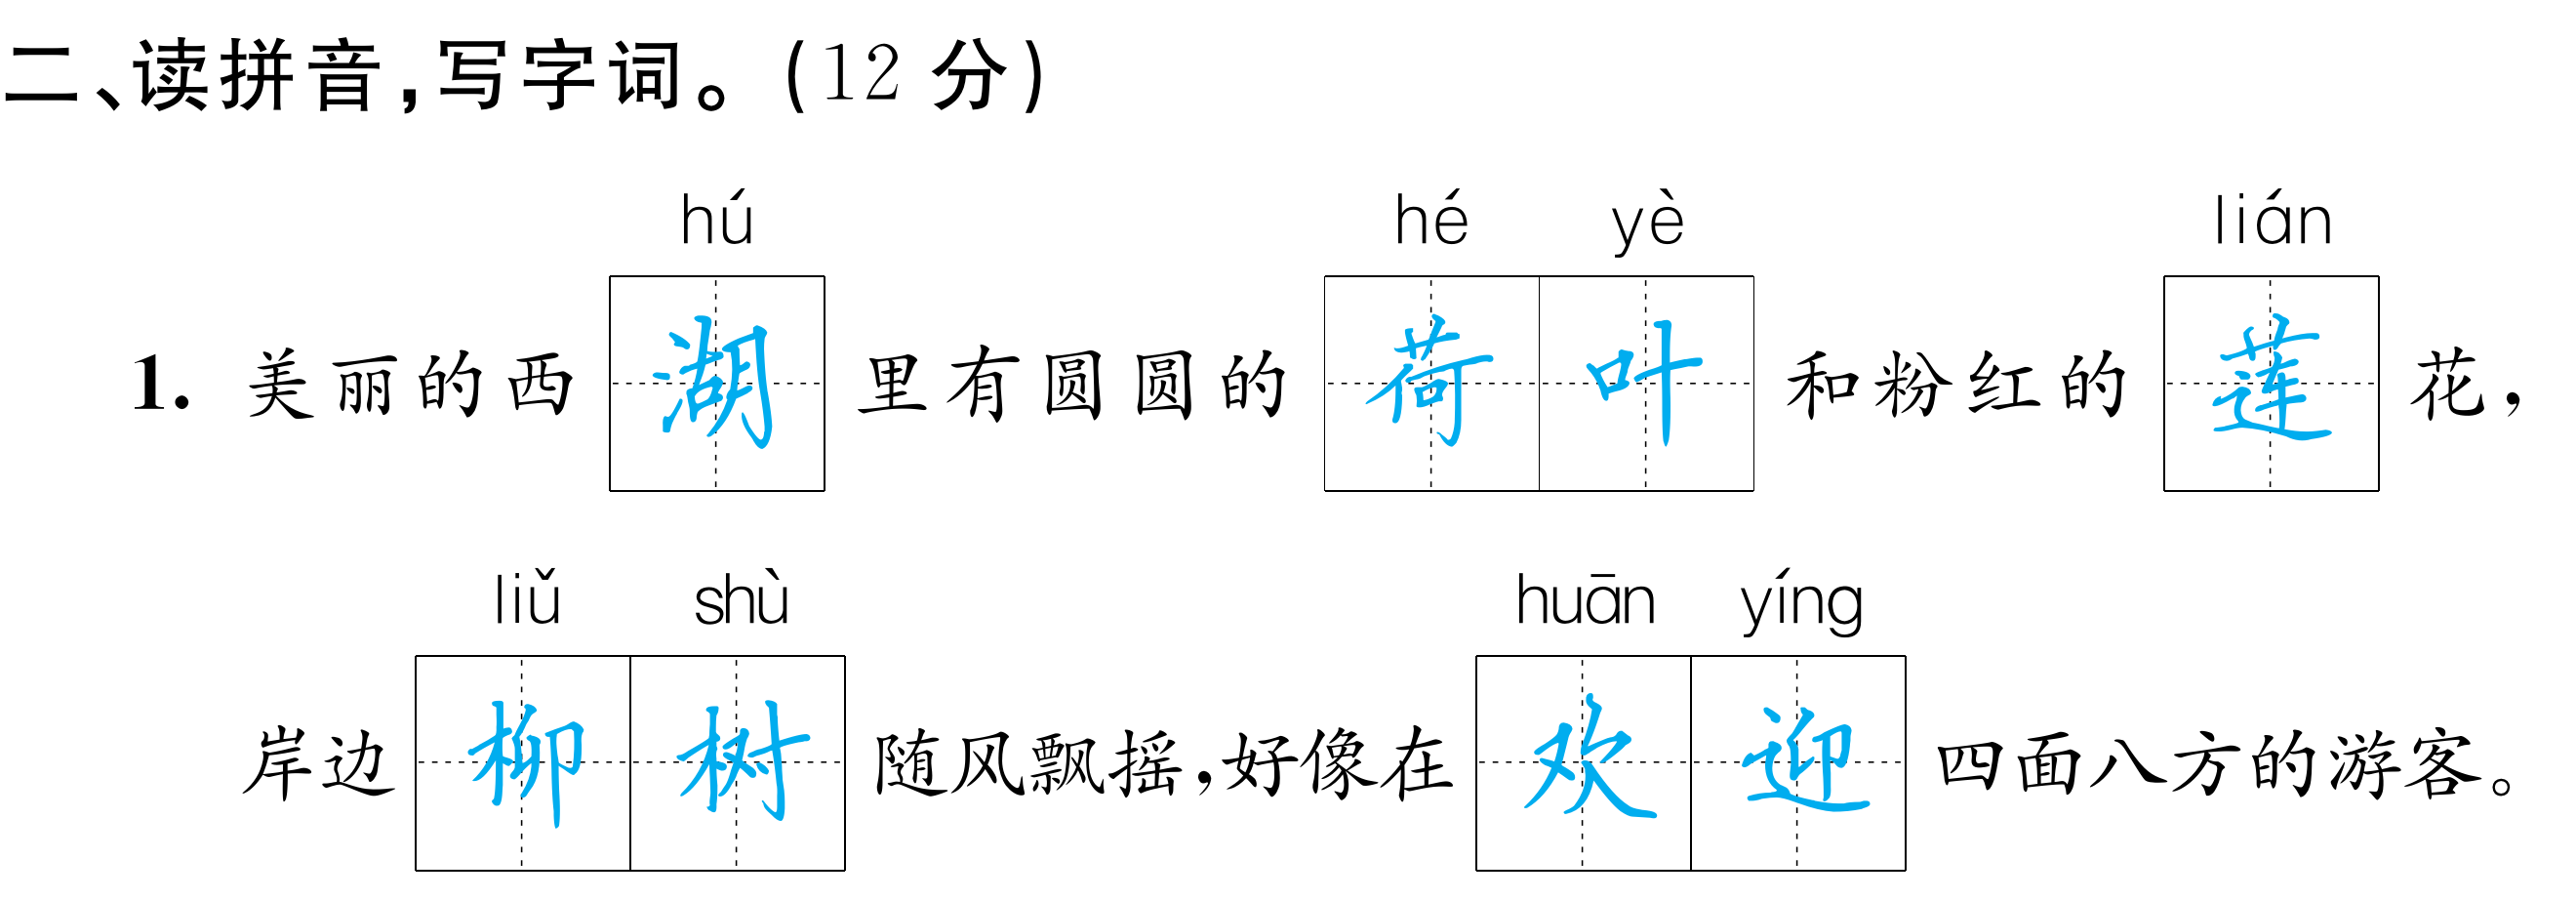 二、读拼音,写字词。(12 分)
hú hé yè lián
1. 美丽的西湖里有圆圆的荷叶和粉红的莲花,
liǔ shù huān yíng
岸边柳树随风飘摇,好像在欢迎四面八方的游客。